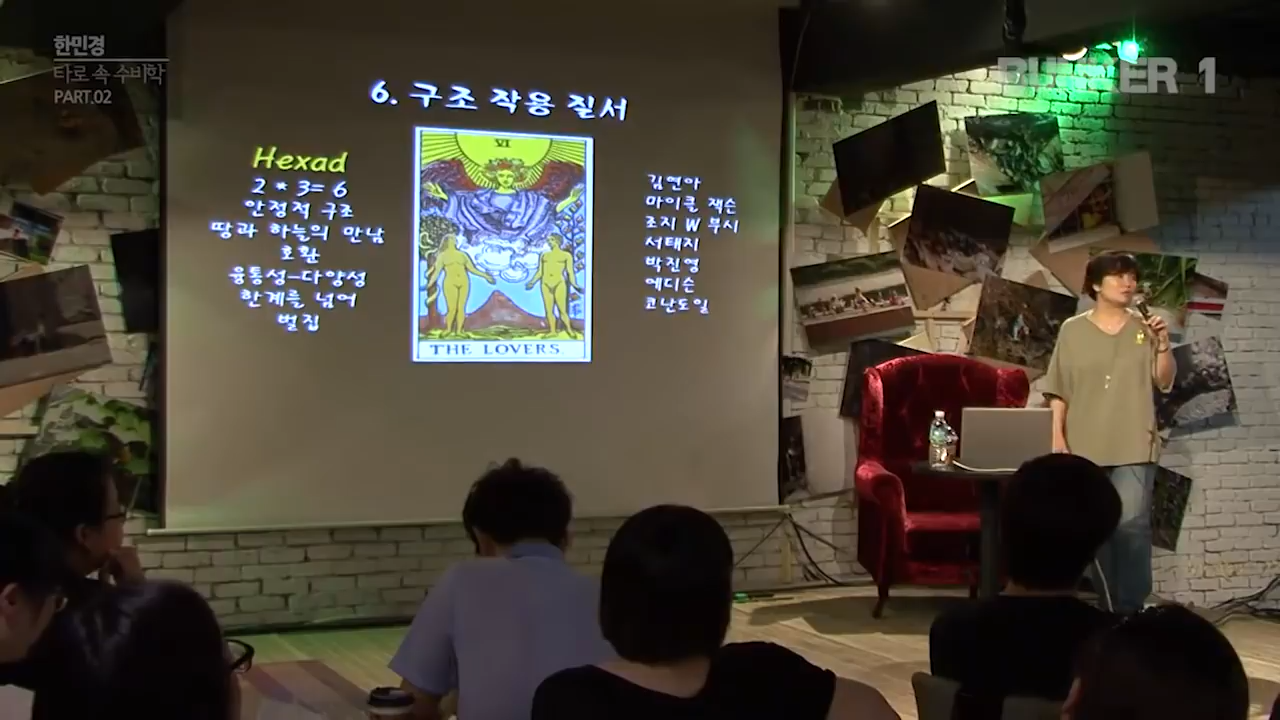 한민경
타로 속 수비학
PART.02
BUNKER 1
6. 구조 작용 질서
Hexad
2 * 3= 6
안정적 구조
땅과 하늘의 만남
호환
융통성-다양성
한계를 넘어
벌집
VI
THE LOVERS.
김연아
마이클 잭슨
조지 W 부시
서태지
박진영
에디슨
코난도일